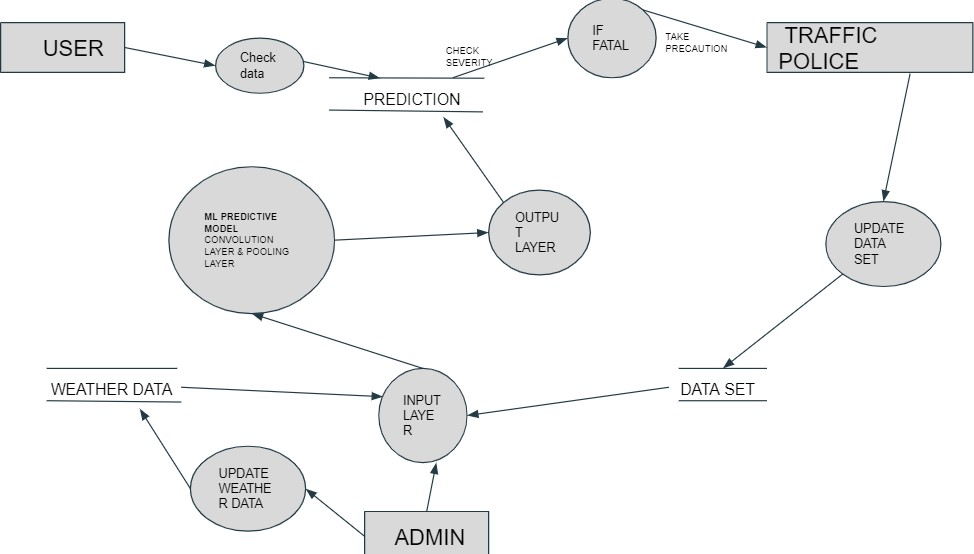 USER
Check
data
CHECK
SEVERITY
IF
FATAL
TAKE
PRECAUTION
TRAFFIC
POLICE
PREDICTION
ML PREDICTIVE
MODEL
CONVOLUTION
LAYER & POOLING
LAYER
OUTPU
T
LAYER
UPDATE
DATA
SET
WEATHER DATA
INPUT
LAYE
R
DATA SET
UPDATE
WEATHE
R DATA
ADMIN